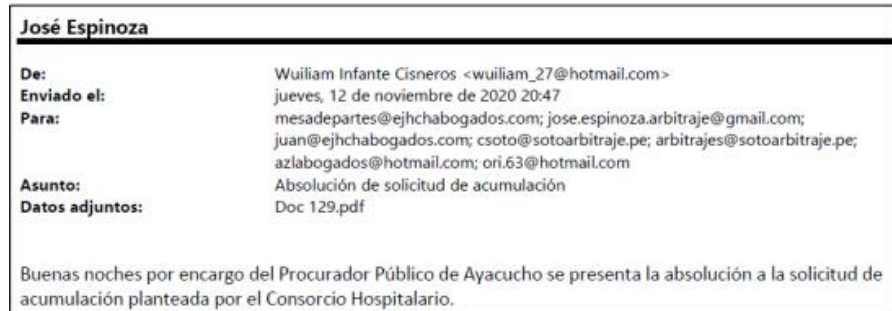 José Espinoza
De: Wuiliam Infante Cisneros <wuiliam_27@hotmail.com>
Enviado el: jueves, 12 de noviembre de 2020 20:47
Para: mesadepartes@ejhchabogados.com; jose.espinoza.arbitraje@gmail.com;
juan@ejhchabogados.com; csoto@sotoarbitraje.pe; arbitrajes@sotoarbitraje.pe;
azlabogados@hotmail.com; ori.63@hotmail.com
Asunto: Absolución de solicitud de acumulación
Datos adjuntos: Doc 129.pdf
Buenas noches por encargo del Procurador Público de Ayacucho se presenta la absolución a la solicitud de
acumulación planteada por el Consorcio Hospitalario.